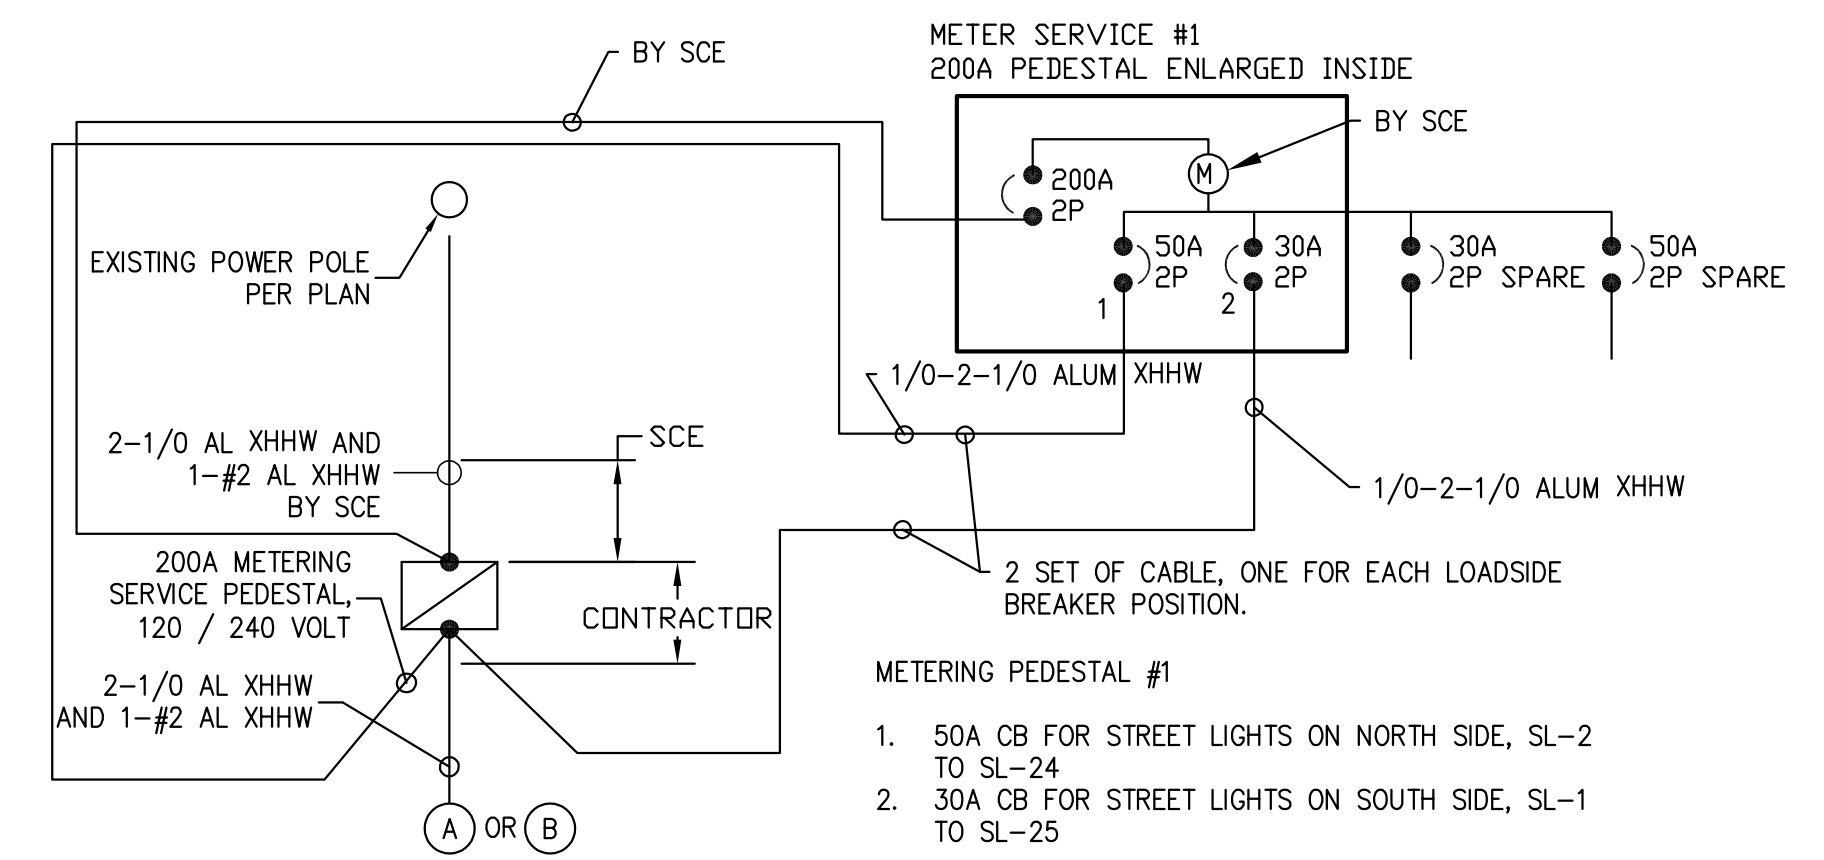 BY SCE
METER SERVICE #1
200A PEDESTAL ENLARGED INSIDE
BY SCE
M
200A
2P
50A
2P
1
30A
2P
2
30A
2P SPARE
50A
2P SPARE
EXISTING POWER POLE
PER PLAN
1/0-2-1/0 ALUM XHHW
2-1/0 AL XHHW AND
1-#2 AL XHHW
BY SCE
SCE
1/0-2-1/0 ALUM XHHW
200A METERING
SERVICE PEDESTAL,
120 / 240 VOLT
CONTRACTOR
2 SET OF CABLE, ONE FOR EACH LOADSIDE
BREAKER POSITION.
2-1/0 AL XHHW
AND 1-#2 AL XHHW
A OR B
METERING PEDESTAL #1
1. 50A CB FOR STREET LIGHTS ON NORTH SIDE, SL-2
TO SL-24
2. 30A CB FOR STREET LIGHTS ON SOUTH SIDE, SL-1
TO SL-25